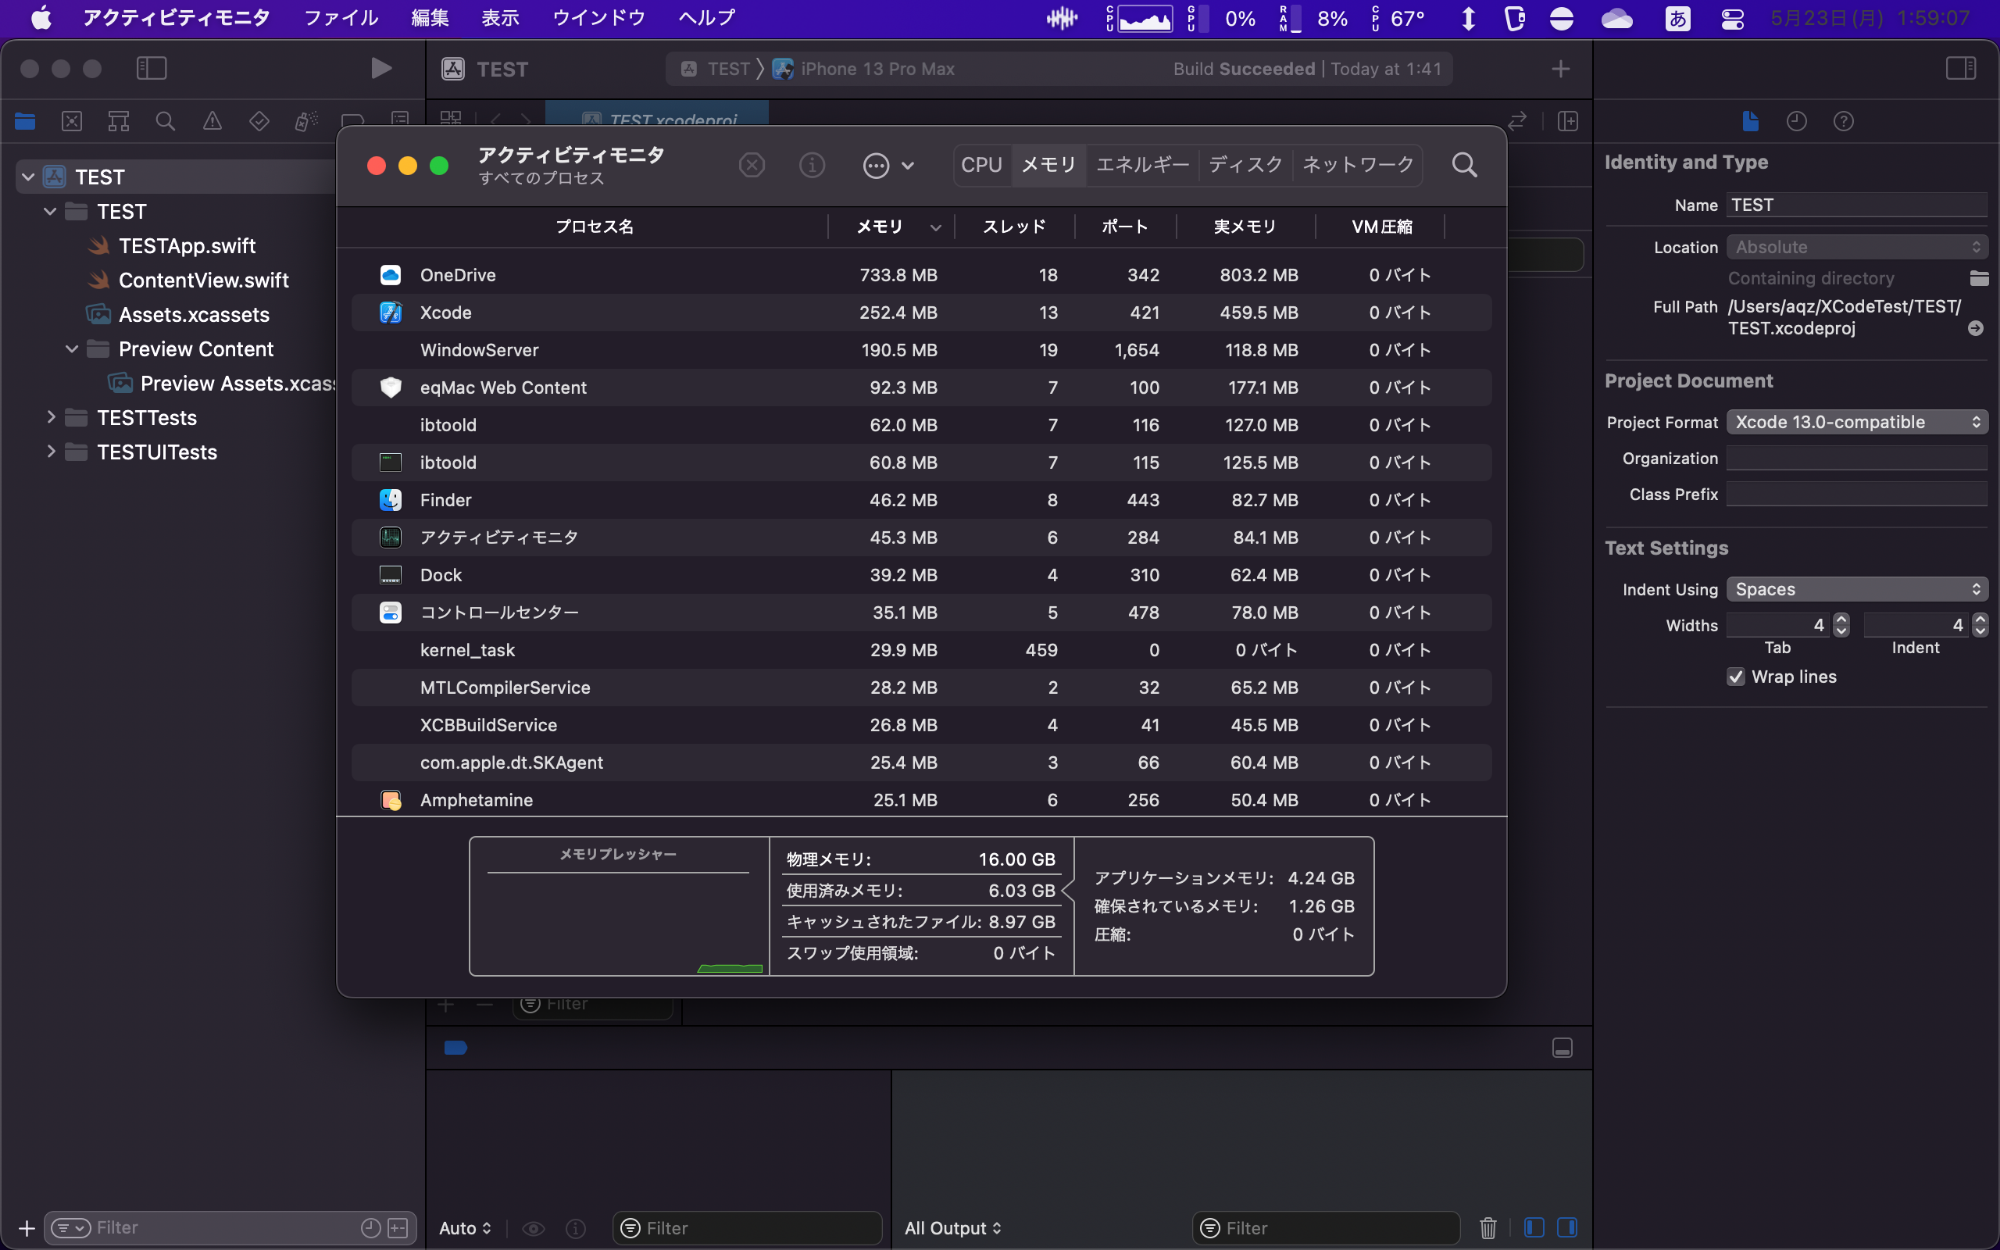 アクティビティモニタ ファイル 編集 表示 ウインドウ ヘルプ CPU GPU 0% RAM 8% CPU 67° あ 5月23日(月) 1:59:07
TEST TEST 〉 iPhone 13 Pro Max Build Succeeded | Today at 1:41
TEST.xcodeproj
TEST
TEST
TESTApp.swift
ContentView.swift
Assets.xcassets
Preview Content
Preview Assets.xcass
TESTTests
TESTUITests
Filter
アクティビティモニタ
すべてのプロセス
CPU メモリ エネルギー ディスク ネットワーク
プロセス名 メモリ スレッド ポート 実メモリ VM圧縮
OneDrive 733.8 MB 18 342 803.2 MB 0 バイト
Xcode 252.4 MB 13 421 459.5 MB 0 バイト
WindowServer 190.5 MB 19 1,654 118.8 MB 0 バイト
eqMac Web Content 92.3 MB 7 100 177.1 MB 0 バイト
ibtoold 62.0 MB 7 116 127.0 MB 0 バイト
ibtoold 60.8 MB 7 115 125.5 MB 0 バイト
Finder 46.2 MB 8 443 82.7 MB 0 バイト
アクティビティモニタ 45.3 MB 6 284 84.1 MB 0 バイト
Dock 39.2 MB 4 310 62.4 MB 0 バイト
コントロールセンター 35.1 MB 5 478 78.0 MB 0 バイト
kernel_task 29.9 MB 459 0 0 バイト 0 バイト
MTLCompilerService 28.2 MB 2 32 65.2 MB 0 バイト
XCBBuildService 26.8 MB 4 41 45.5 MB 0 バイト
com.apple.dt.SKAgent 25.4 MB 3 66 60.4 MB 0 バイト
Amphetamine 25.1 MB 6 256 50.4 MB 0 バイト
メモリプレッシャー
物理メモリ: 16.00 GB
使用済みメモリ: 6.03 GB
キャッシュされたファイル: 8.97 GB
スワップ使用領域: 0 バイト
アプリケーションメモリ: 4.24 GB
確保されているメモリ: 1.26 GB
圧縮: 0 バイト
Filter
Auto Filter
All Output Filter
Identity and Type
Name TEST
Location Absolute
Containing directory
Full Path /Users/aqz/XCodeTest/TEST/
TEST.xcodeproj
Project Document
Project Format Xcode 13.0-compatible
Organization
Class Prefix
Text Settings
Indent Using Spaces
Widths 4 4
Tab Indent
Wrap lines